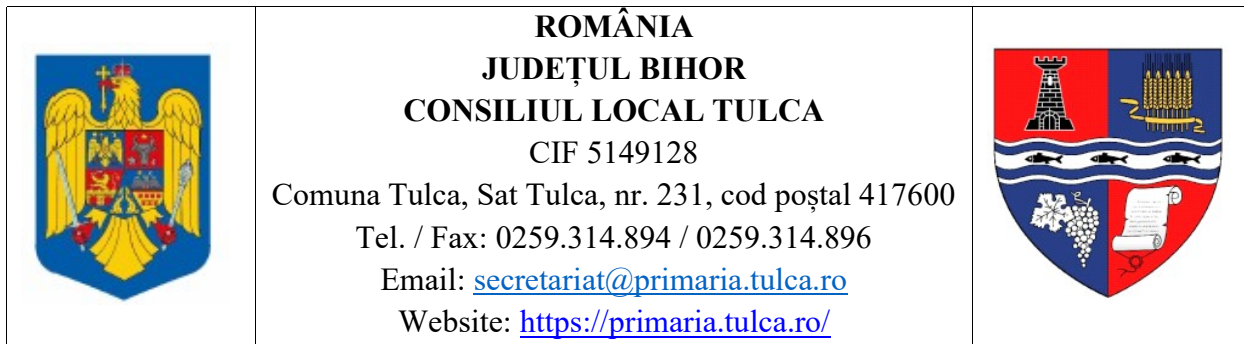 ROMÂNIA
JUDEȚUL BIHOR
CONSILIUL LOCAL TULCA
CIF 5149128
Comuna Tulca, Sat Tulca, nr. 231, cod poștal 417600
Tel. / Fax: 0259.314.894 / 0259.314.896
Email: secretariat@primaria.tulca.ro
Website: https://primaria.tulca.ro/